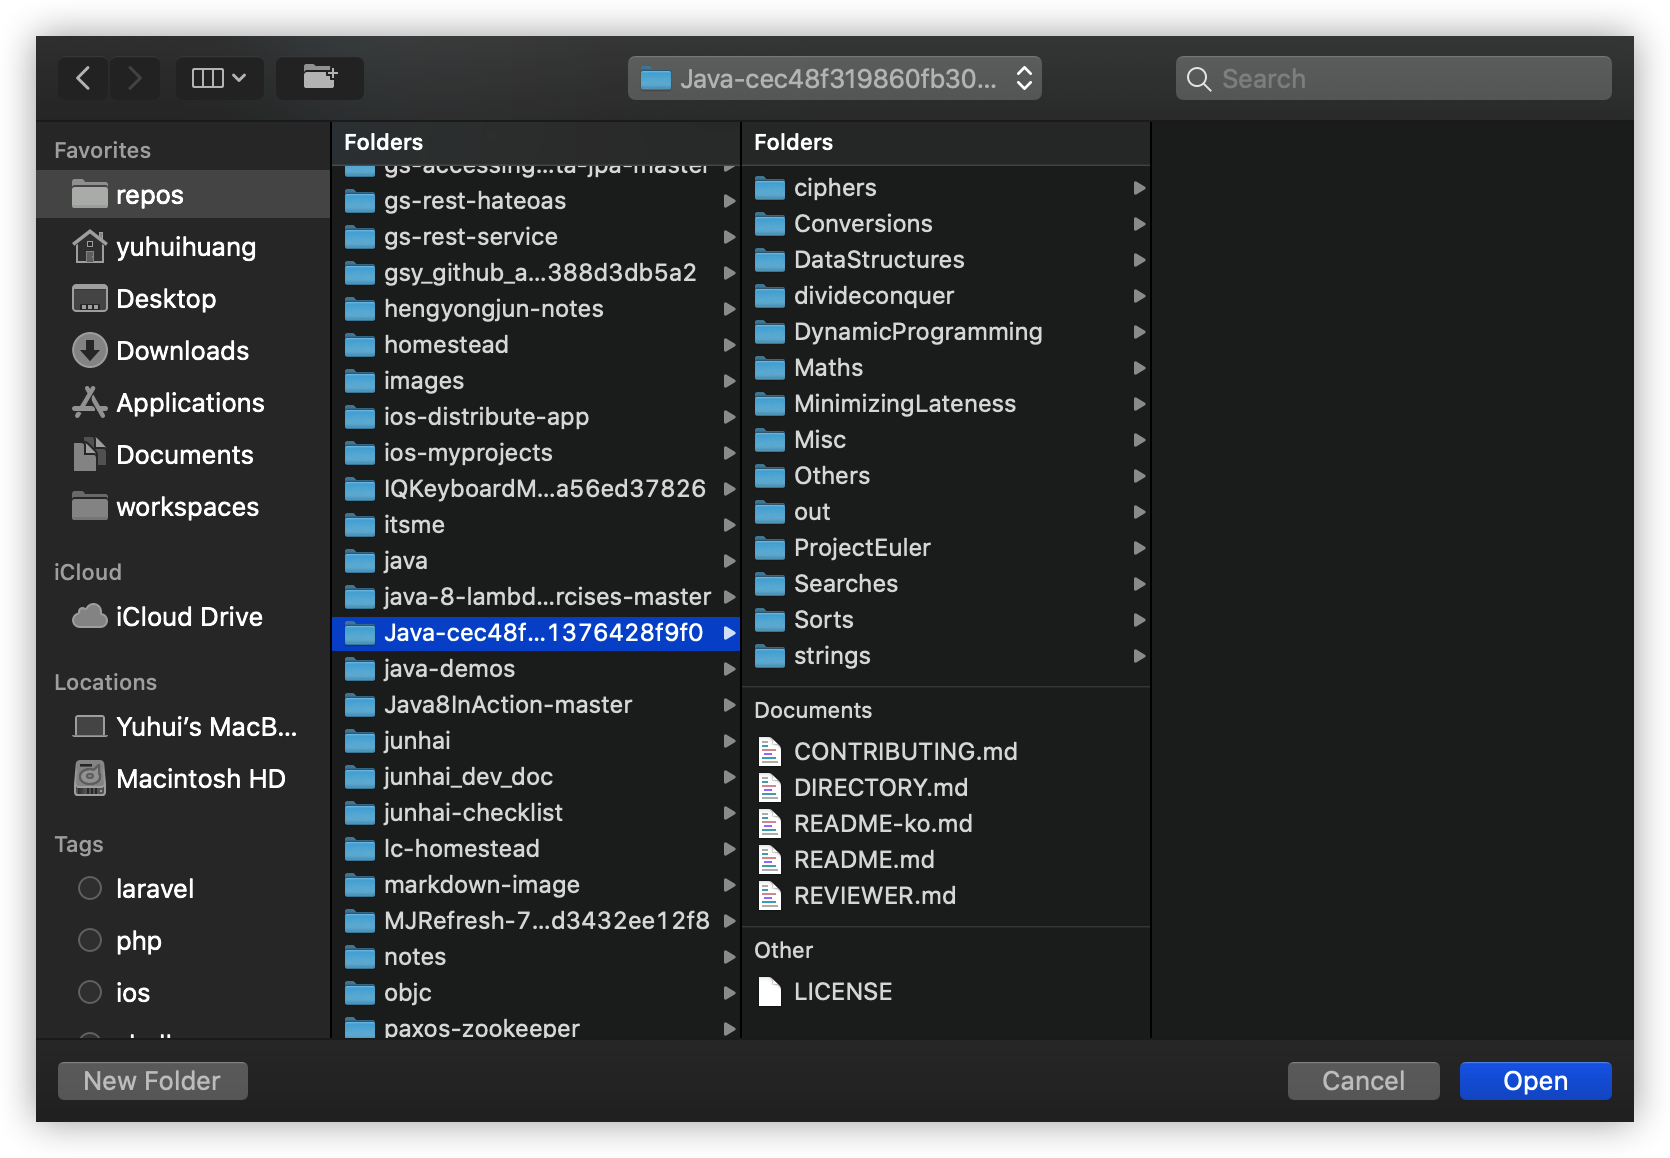 Java-cec48f319860fb30...
Search
Favorites
repos
yuhuihuang
Desktop
Downloads
Applications
Documents
workspaces
iCloud
iCloud Drive
Locations
Yuhui's MacB...
Macintosh HD
Tags
laravel
php
ios
Folders
gs-accessing...ta-jpa-master
gs-rest-hateoas
gs-rest-service
gsy_github_a...388d3db5a2
hengyongjun-notes
homestead
images
ios-distribute-app
ios-myprojects
IQKeyboardM...a56ed37826
itsme
java
java-8-lambd...rcises-master
Java-cec48f...1376428f9f0
java-demos
Java8InAction-master
junhai
junhai_dev_doc
junhai-checklist
lc-homestead
markdown-image
MJRefresh-7...d3432ee12f8
notes
objc
paxos-zookeeper
Folders
ciphers
Conversions
DataStructures
divideconquer
DynamicProgramming
Maths
MinimizingLateness
Misc
Others
out
ProjectEuler
Searches
Sorts
strings
Documents
CONTRIBUTING.md
DIRECTORY.md
README-ko.md
README.md
REVIEWER.md
Other
LICENSE
New Folder
Cancel
Open